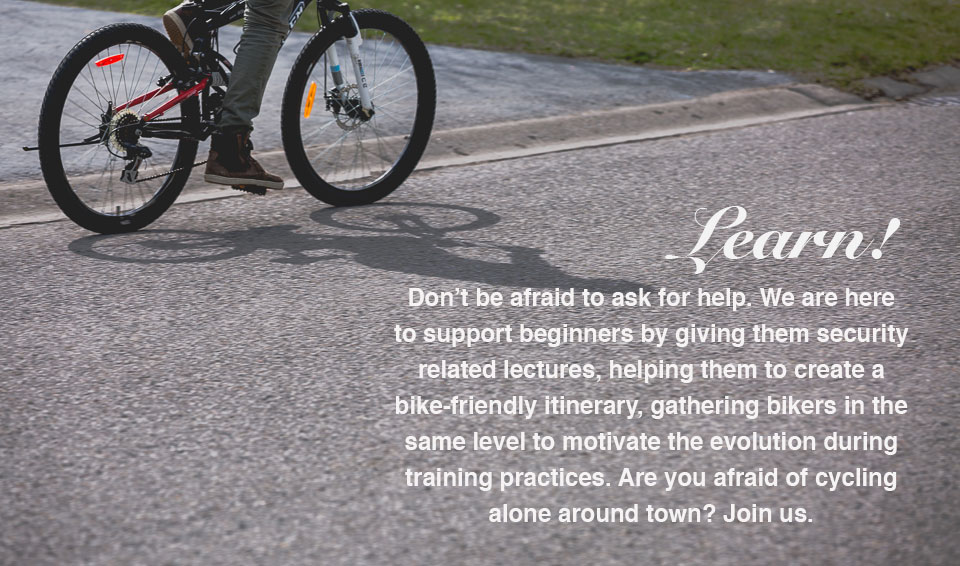 Learn!
Don’t be afraid to ask for help. We are here
to support beginners by giving them security
related lectures, helping them to create a
bike-friendly itinerary, gathering bikers in the
same level to motivate the evolution during
training practices. Are you afraid of cycling
alone around town? Join us.